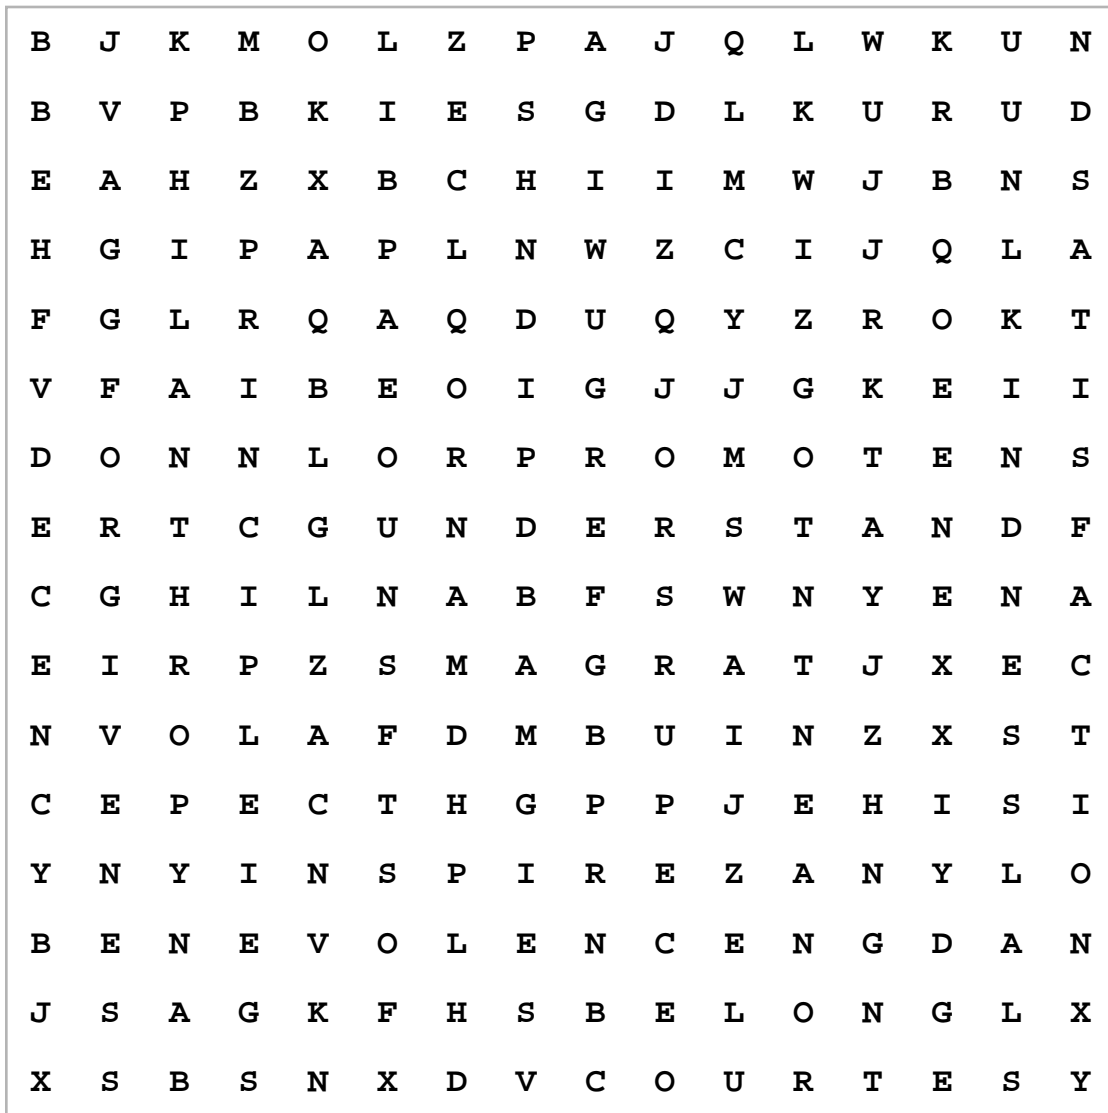 B J K M O L Z P A J Q L W K U N
B V P B K I E S G D L K U R U D
E A H Z X B C H I I M W J B N S
H G I P A P L N W Z C I J Q L A
F G L R Q A Q D U Q Y Z R O K T
V F A I B E O I G J J G K E I I
D O N N L O R P R O M O T E N S
E R T C G U N D E R S T A N D F
C G H I L N A B F S W N Y E N A
E I R P Z S M A G R A T J X E C
N V O L A F D M B U I N Z X S T
C E P E C T H G P P J E H I S I
Y N Y I N S P I R E Z A N Y L O
B E N E V O L E N C E N G D A N
J S A G K F H S B E L O N G L X
X S B S N X D V C O U R T E S Y